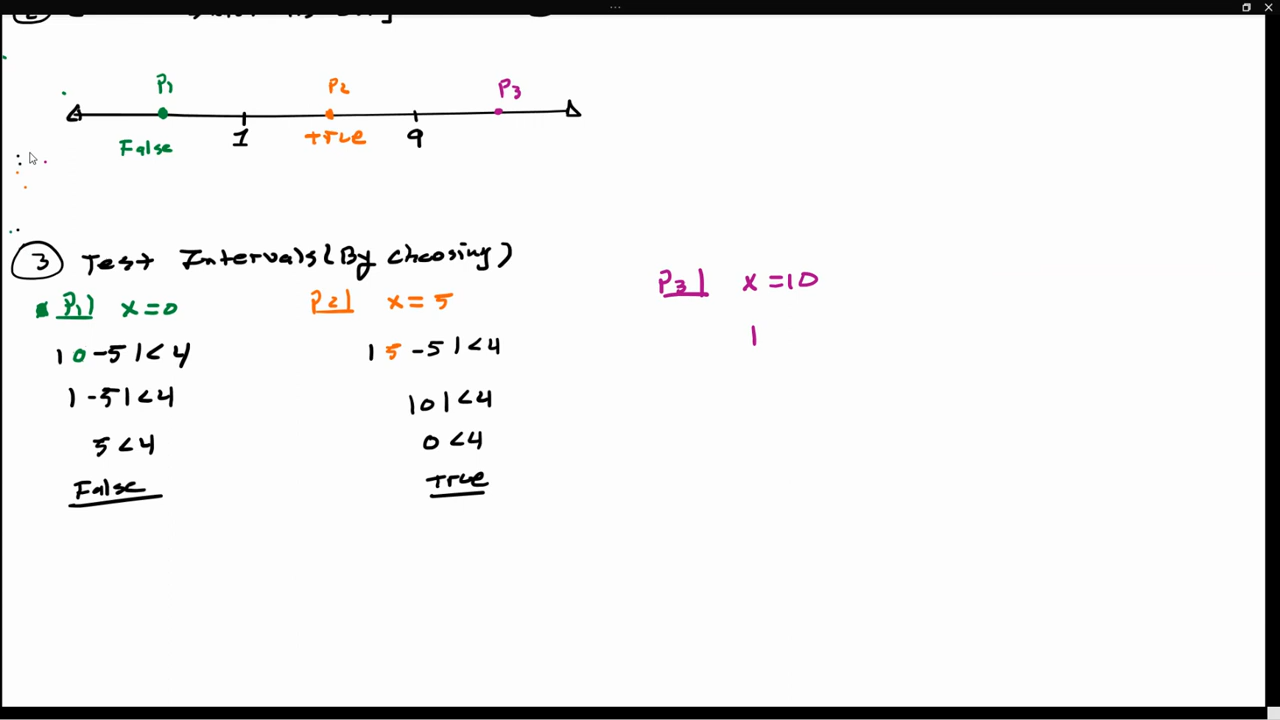 P1 P2 P3
False 1 True 9
3 Test Intervals (By choosing)
P1| x=0
|0-5|<4
|-5|<4
5<4
False
P2| x=5
|5-5|<4
|0|<4
0<4
True
P3| x=10
|